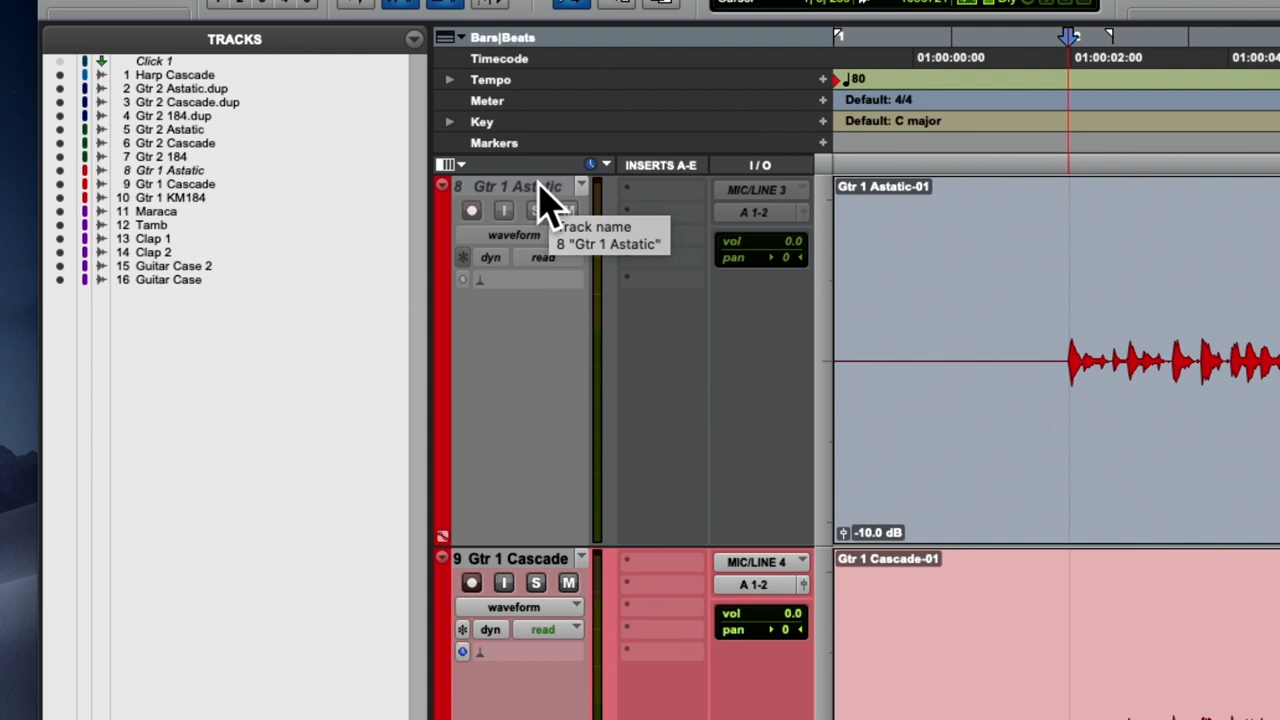 TRACKS
Click 1
1 Harp Cascade
2 Gtr 2 Astatic.dup
3 Gtr 2 Cascade.dup
4 Gtr 2 184.dup
5 Gtr 2 Astatic
6 Gtr 2 Cascade
7 Gtr 2 184
8 Gtr 1 Astatic
9 Gtr 1 Cascade
10 Gtr 1 KM184
11 Maraca
12 Tamb
13 Clap 1
14 Clap 2
15 Guitar Case 2
16 Guitar Case
Bars|Beats
1
Timecode
01:00:00:00
01:00:02:00
Tempo +
80
Meter +
Default: 4/4
Key +
Default: C major
Markers +
INSERTS A-E
I / O
8 Gtr 1 Astatic
I
waveform
dyn read
Track name
8 "Gtr 1 Astatic"
MIC/LINE 3
A 1-2
vol 0.0
pan 0
Gtr 1 Astatic-01
-10.0 dB
9 Gtr 1 Cascade
I S M
waveform
dyn read
MIC/LINE 4
A 1-2
vol 0.0
pan 0
Gtr 1 Cascade-01